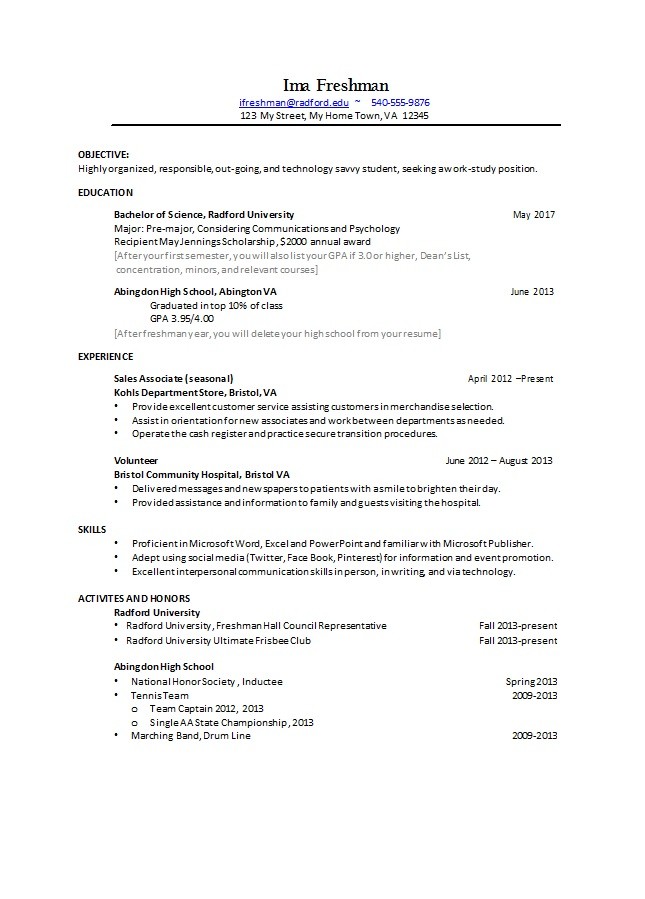 Ima Freshman
ifreshman@radford.edu ~ 540-555-9876
123 My Street, My Home Town, VA 12345
OBJECTIVE:
Highly organized, responsible, out-going, and technology savvy student, seeking a work-study position.
EDUCATION
Bachelor of Science, Radford University May 2017
Major: Pre-major, Considering Communications and Psychology
Recipient May Jennings Scholarship, $2000 annual award
[After your first semester, you will also list your GPA if 3.0 or higher, Dean's List,
concentration, minors, and relevant courses]
Abingdon High School, Abington VA June 2013
Graduated in top 10% of class
GPA 3.95/4.00
[After freshman year, you will delete your high school from your resume]
EXPERIENCE
Sales Associate (seasonal) April 2012 –Present
Kohls Department Store, Bristol, VA
• Provide excellent customer service assisting customers in merchandise selection.
• Assist in orientation for new associates and work between departments as needed.
• Operate the cash register and practice secure transition procedures.
Volunteer June 2012 – August 2013
Bristol Community Hospital, Bristol VA
• Delivered messages and newspapers to patients with a smile to brighten their day.
• Provided assistance and information to family and guests visiting the hospital.
SKILLS
• Proficient in Microsoft Word, Excel and PowerPoint and familiar with Microsoft Publisher.
• Adept using social media (Twitter, Face Book, Pinterest) for information and event promotion.
• Excellent interpersonal communication skills in person, in writing, and via technology.
ACTIVITES AND HONORS
Radford University
• Radford University, Freshman Hall Council Representative Fall 2013-present
• Radford University Ultimate Frisbee Club Fall 2013-present
Abingdon High School
• National Honor Society, Inductee Spring 2013
• Tennis Team 2009-2013
o Team Captain 2012, 2013
o Single AA State Championship, 2013
• Marching Band, Drum Line 2009-2013